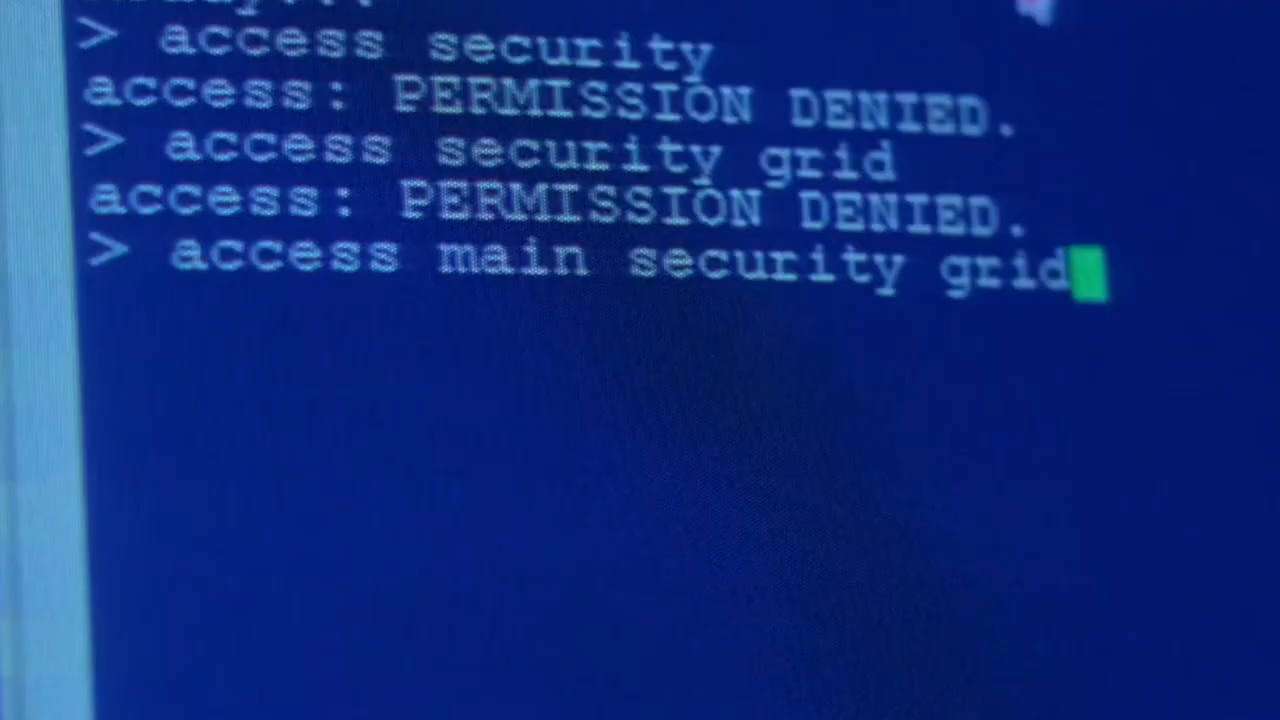 > access security
access: PERMISSION DENIED.
> access security grid
access: PERMISSION DENIED.
> access main security grid